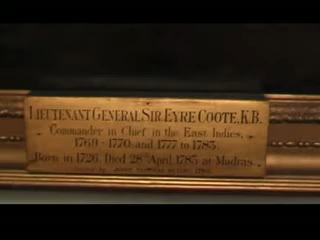 LIEUTENANT GENERAL SIR EYRE COOTE, K.B.
Commander in Chief in the East Indies,
1769-1770, and 1777 to 1783.
Born in 1726. Died 28th April 1783 at Madras.